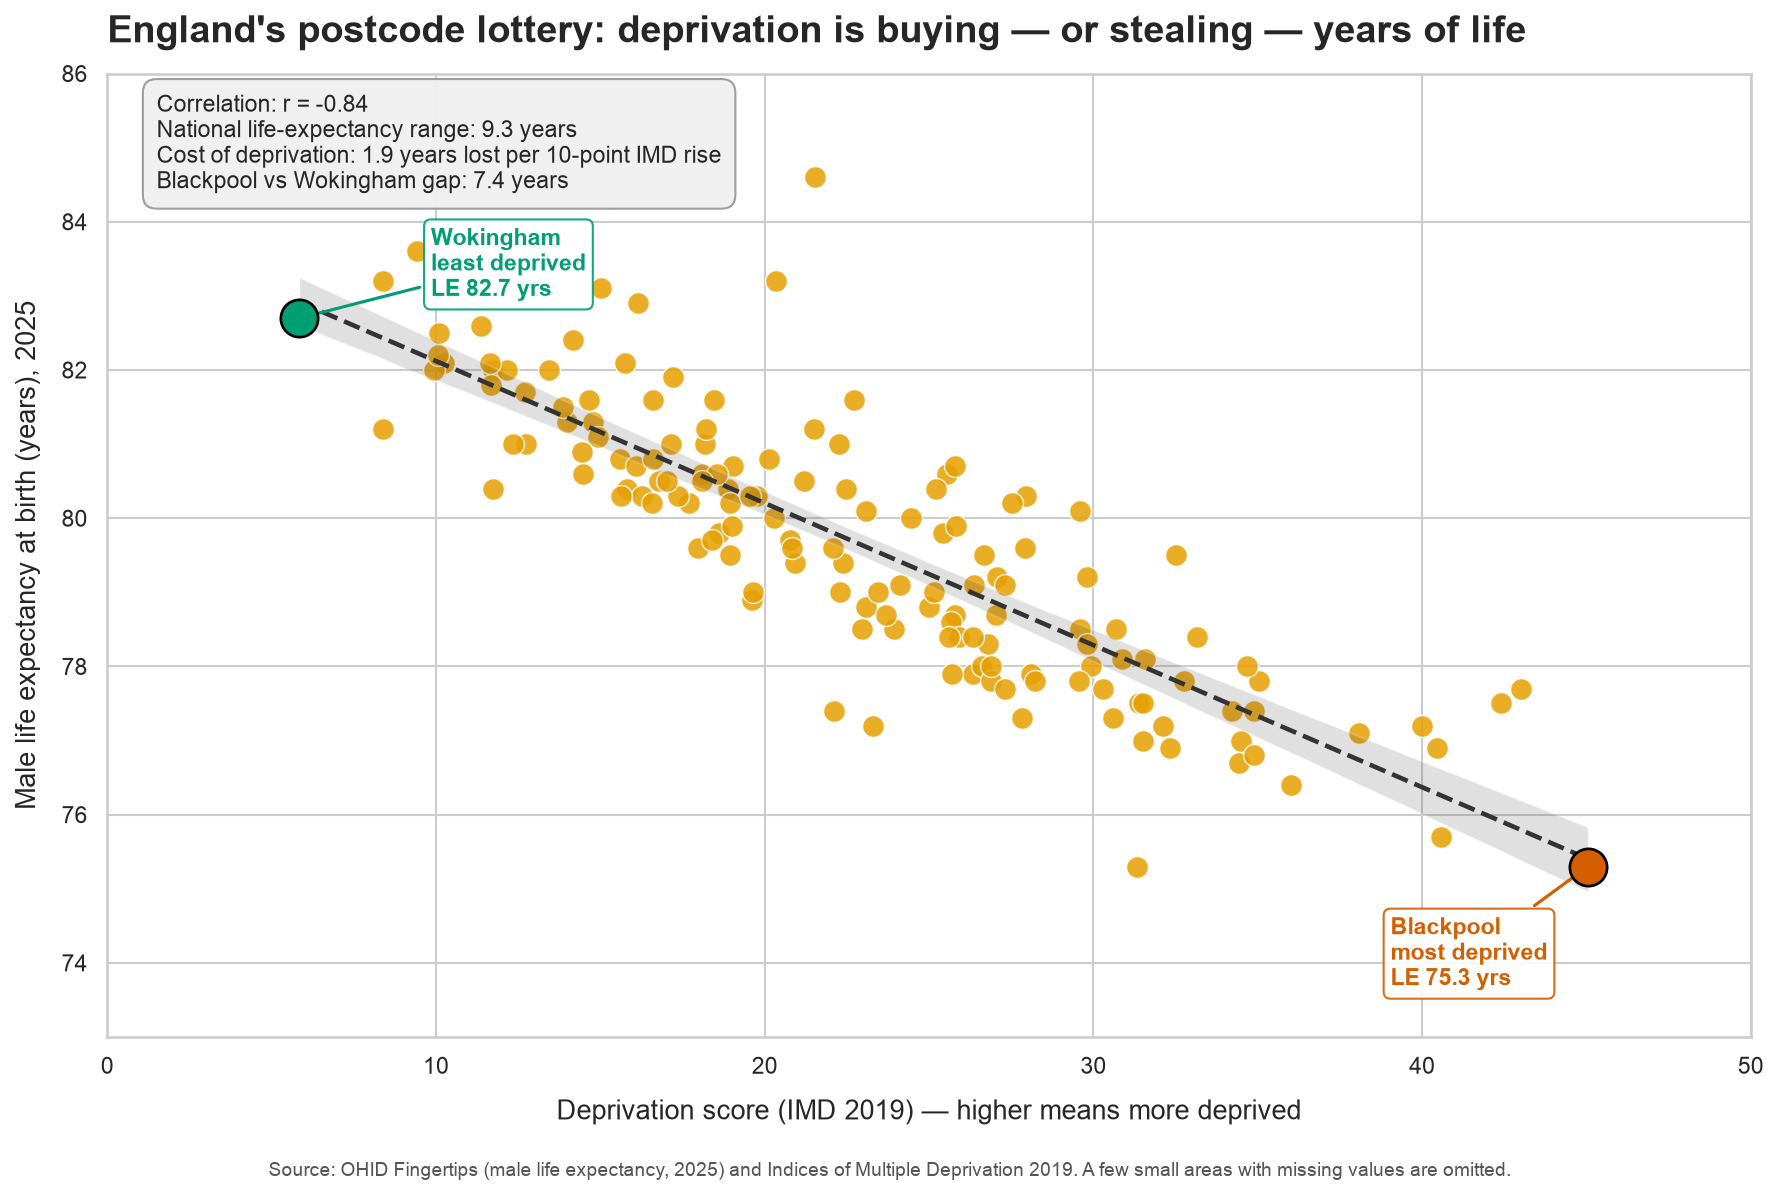 England's postcode lottery: deprivation is buying — or stealing — years of life
Correlation: r = -0.84
National life-expectancy range: 9.3 years
Cost of deprivation: 1.9 years lost per 10-point IMD rise
Blackpool vs Wokingham gap: 7.4 years
Wokingham
least deprived
LE 82.7 yrs
Blackpool
most deprived
LE 75.3 yrs
Male life expectancy at birth (years), 2025
86
84
82
80
78
76
74
0 10 20 30 40 50
Deprivation score (IMD 2019) — higher means more deprived
Source: OHID Fingertips (male life expectancy, 2025) and Indices of Multiple Deprivation 2019. A few small areas with missing values are omitted.